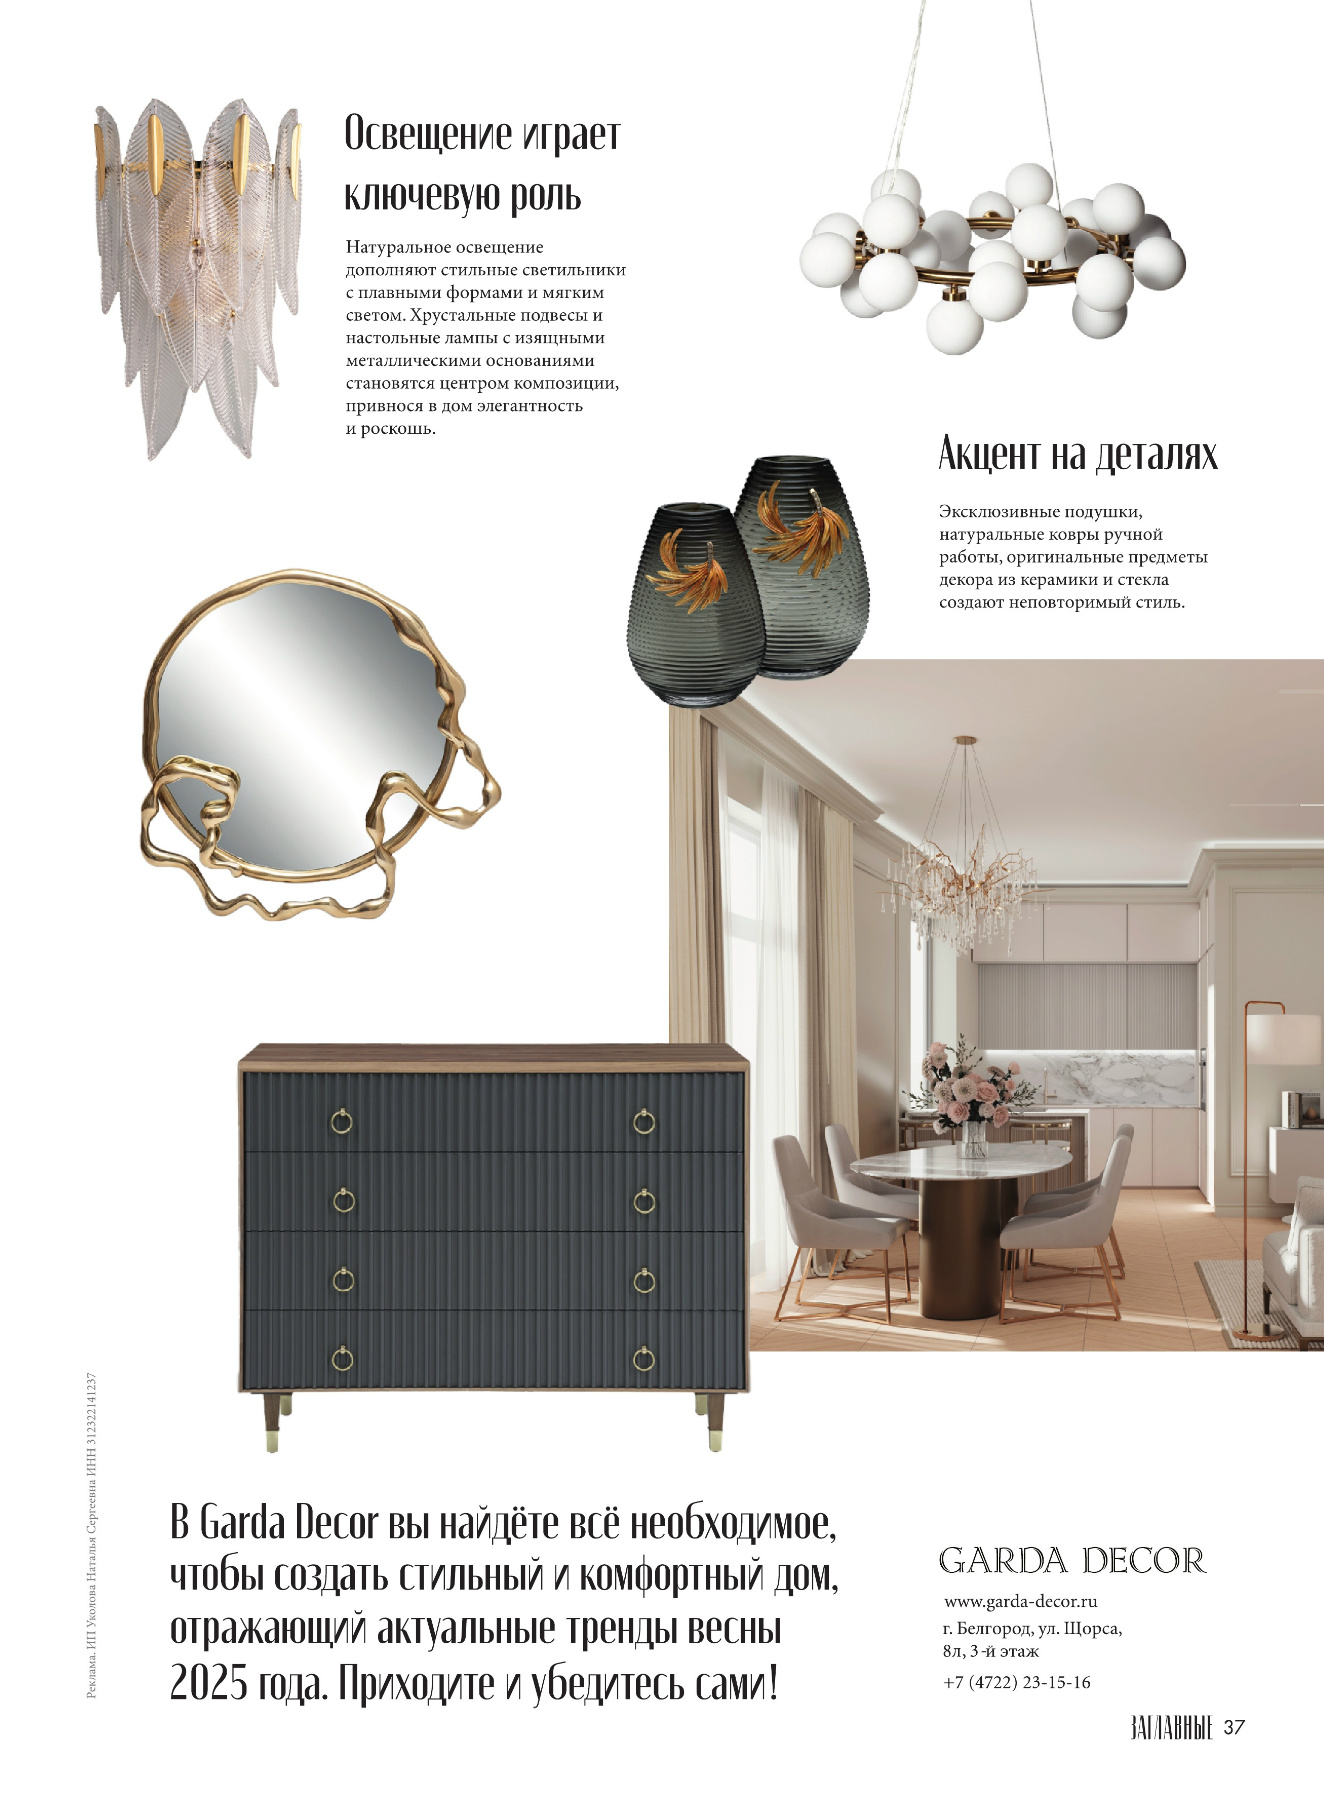 Освещение играет
ключевую роль
Натуральное освещение
дополняют стильные светильники
с плавными формами и мягким
светом. Хрустальные подвесы и
настольные лампы с изящными
металлическими основаниями
становятся центром композиции,
привнося в дом элегантность
и роскошь.
Акцент на деталях
Эксклюзивные подушки,
натуральные ковры ручной
работы, оригинальные предметы
декора из керамики и стекла
создают неповторимый стиль.
Реклама. ИП Уколова Наталья Сергеевна ИНН 312322141237
В Garda Decor вы найдёте всё необходимое,
чтобы создать стильный и комфортный дом,
отражающий актуальные тренды весны
2025 года. Приходите и убедитесь сами!
GARDA DECOR
www.garda-decor.ru
г. Белгород, ул. Щорса,
8л, 3-й этаж
+7 (4722) 23-15-16
ЗАГЛАВНЫЕ 37